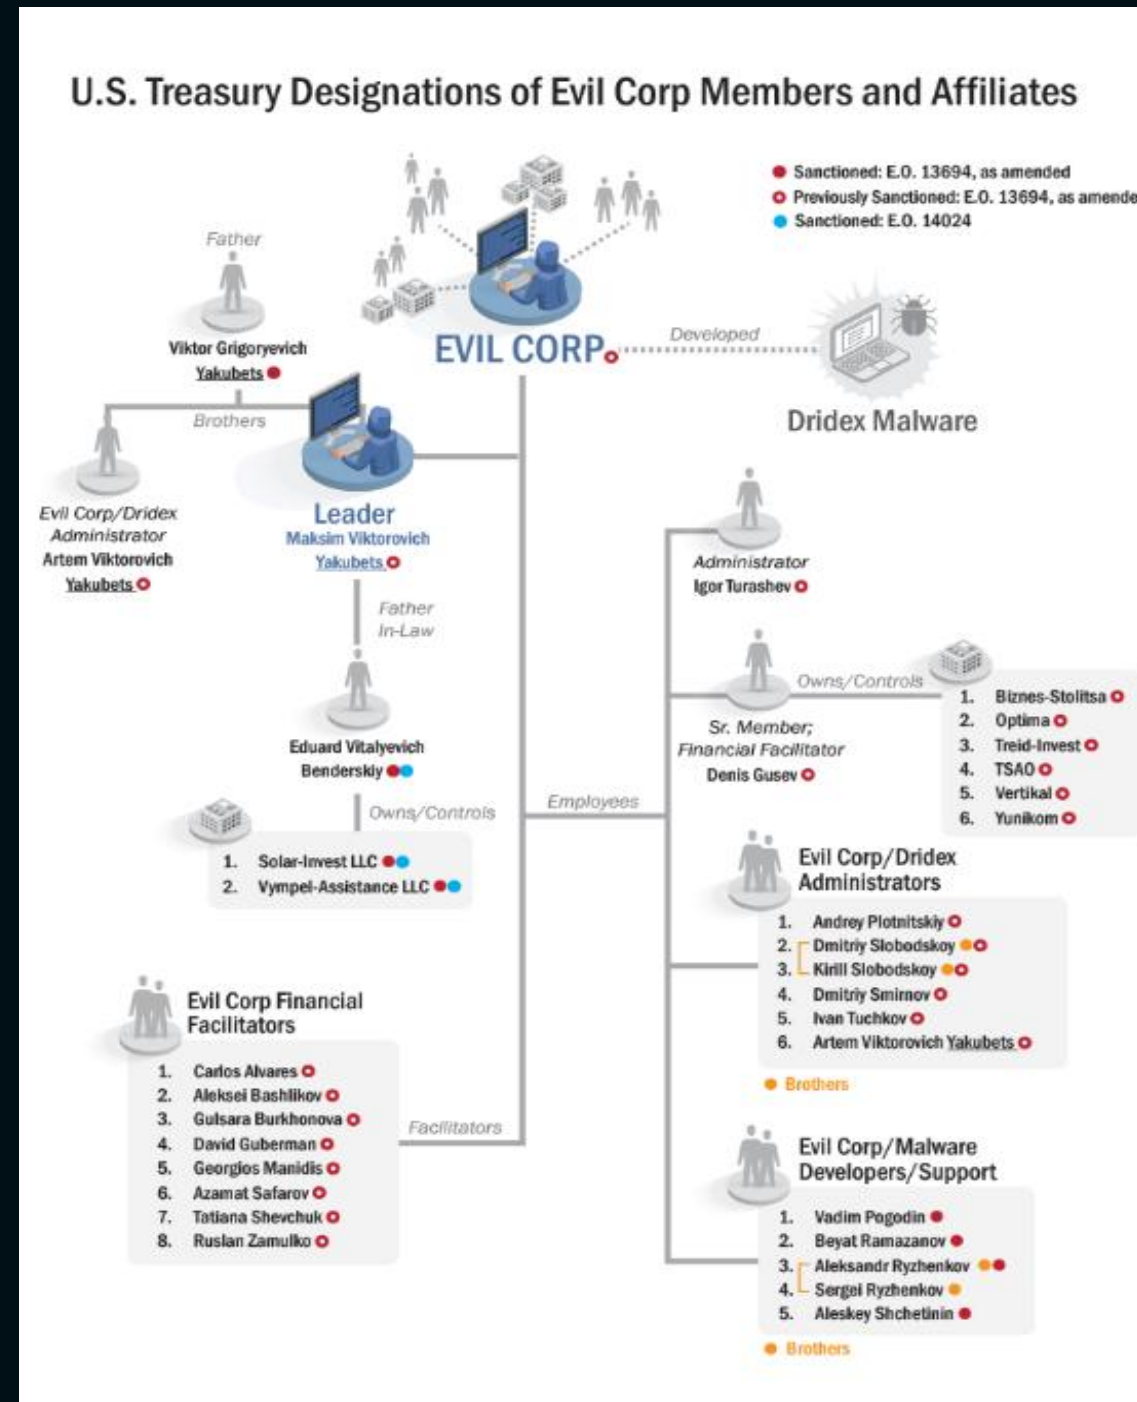 U.S. Treasury Designations of Evil Corp Members and Affiliates
Sanctioned: E.O. 13694, as amended
Previously Sanctioned: E.O. 13694, as amende
Sanctioned: E.O. 14024
Father
Viktor Grigoryevich
Yakubets
Brothers
EVIL CORP
Developed
Dridex Malware
Evil Corp/Dridex
Administrator
Artem Viktorovich
Yakubets
Leader
Maksim Viktorovich
Yakubets
Father
In-Law
Eduard Vitalyevich
Benderskiy
Owns/Controls
1. Solar-Invest LLC
2. Vympel-Assistance LLC
Employees
Administrator
Igor Turashev
Sr. Member;
Financial Facilitator
Denis Gusev
Owns/Controls
1. Biznes-Stolitsa
2. Optima
3. Treid-Invest
4. TSAO
5. Vertikal
6. Yunikom
Evil Corp/Dridex
Administrators
1. Andrey Plotnitskiy
2. Dmitriy Slobodskoy
3. Kirill Slobodskoy
4. Dmitriy Smirnov
5. Ivan Tuchkov
6. Artem Viktorovich Yakubets
Brothers
Evil Corp Financial
Facilitators
1. Carlos Alvares
2. Aleksei Bashlikov
3. Gulsara Burkhonova
4. David Guberman
5. Georgios Manidis
6. Azamat Safarov
7. Tatiana Shevchuk
8. Ruslan Zamulko
Facilitators
Evil Corp/Malware
Developers/Support
1. Vadim Pogodin
2. Beyat Ramazanov
3. Aleksandr Ryzhenkov
4. Sergei Ryzhenkov
5. Aleskey Shchetinin
Brothers